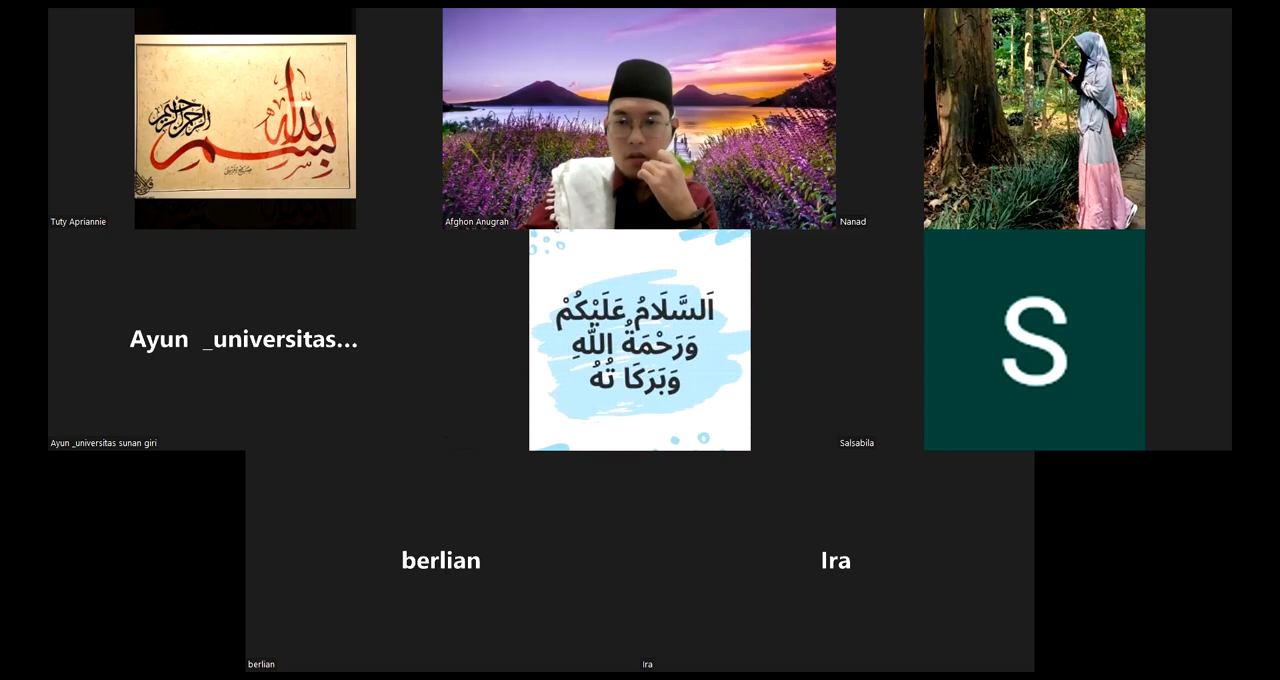 بسم الله
الرحمن الرحيم
Tuty Apriannie
Afghon Anugrah
Nanad
Ayun _universitas...
Ayun _universitas sunan giri
اَلسَّلَامُ عَلَيْكُمْ
وَرَحْمَةُ اللّٰهِ
وَبَرَكَا تُهُ
S
Salsabila
berlian
berlian
Ira
Ira